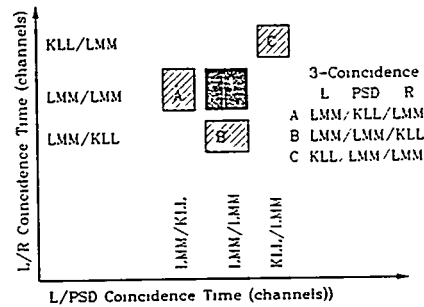 L/R Coincidence Time (channels)
KLL/LMM
LMM/LMM
LMM/KLL
C
A
B
3-Coincidence
L PSD R
A LMM/KLL/LMM
B LMM/LMM/KLL
C KLL/LMM/LMM
LMM/KLL
LMM/LMM
KLL/LMM
L/PSD Coincidence Time (channels))